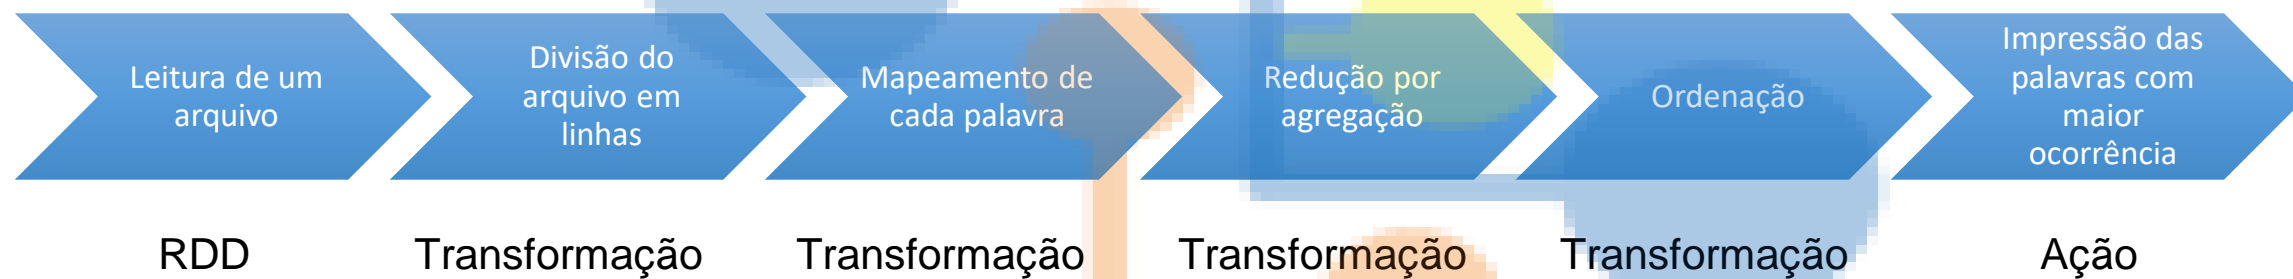 Leitura de um
arquivo
Divisão do
arquivo em
linhas
Mapeamento de
cada palavra
Redução por
agregação
Ordenação
Impressão das
palavras com
maior
ocorrência
RDD
Transformação
Transformação
Transformação
Transformação
Ação